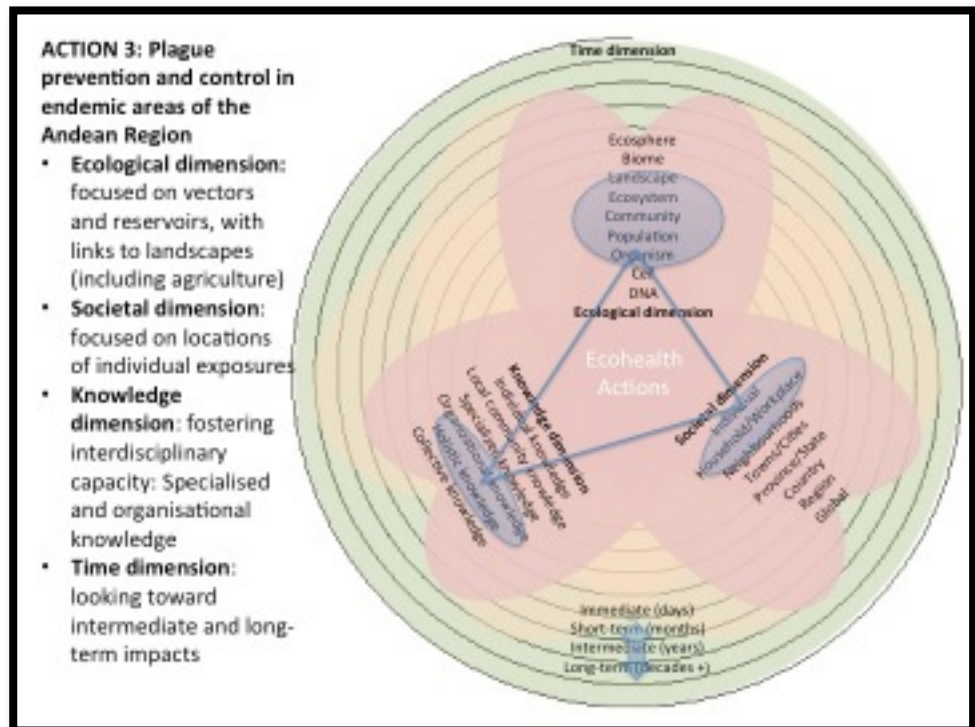 ACTION 3: Plague
prevention and control in
endemic areas of the
Andean Region
• Ecological dimension:
focused on vectors
and reservoirs, with
links to landscapes
(including agriculture)
• Societal dimension:
focused on locations
of individual exposures
• Knowledge
dimension: fostering
interdisciplinary
capacity: Specialised
and organisational
knowledge
• Time dimension:
looking toward
intermediate and long-
term impacts
Time dimension
Ecosphere
Biome
Landscape
Ecosystem
Community
Population
Organism
Cell
DNA
Ecological dimension
Ecohealth
Actions
Knowledge dimension
Individual knowledge
Local Community knowledge
Specialized knowledge
Organizational knowledge
Holistic knowledge
Collective knowledge
Societal dimension
Individual
Household/Workplace
Neighbourhoods
Towns/Cities
Province/State
Country
Region
Global
Immediate (days)
Short-term (months)
Intermediate (years)
Long-term (decades +)